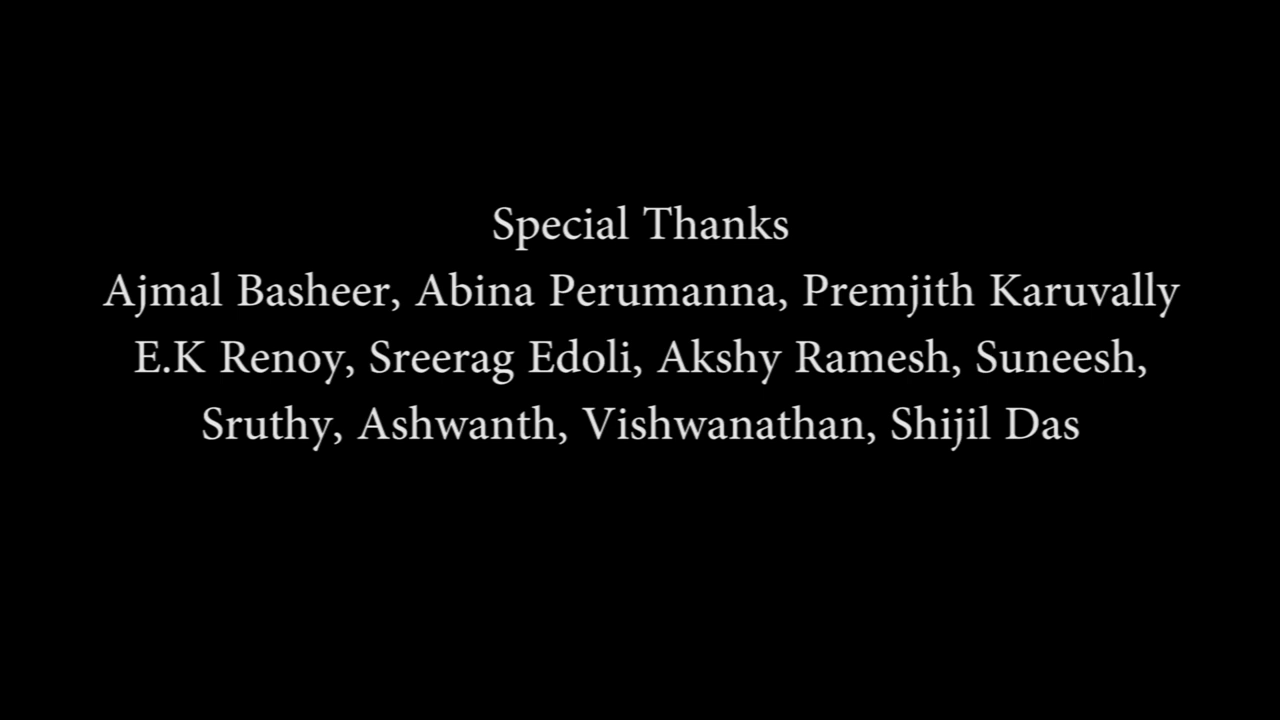 Special Thanks
Ajmal Basheer, Abina Perumanna, Premjith Karuvally
E.K Renoy, Sreerag Edoli, Akshy Ramesh, Suneesh,
Sruthy, Ashwanth, Vishwanathan, Shijil Das